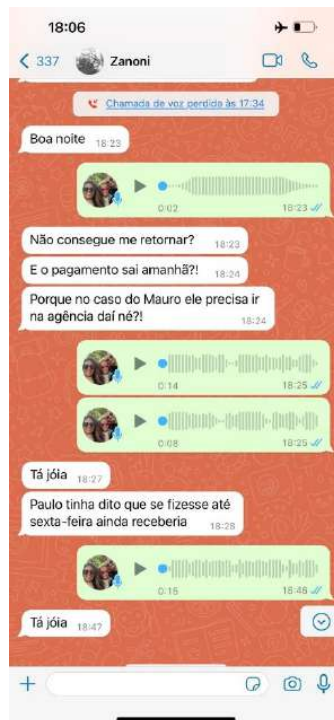 18:06
337 Zanoni
Chamada de voz perdida às 17:34
Boa noite 18:23
0:02 18:23
Não consegue me retornar? 18:23
E o pagamento sai amanhã?! 18:24
Porque no caso do Mauro ele precisa ir
na agência daí né?! 18:24
0:14 18:25
0:08 18:25
Tá jóia 18:27
Paulo tinha dito que se fizesse até
sexta-feira ainda receberia 18:28
0:15 18:46
Tá jóia 18:47